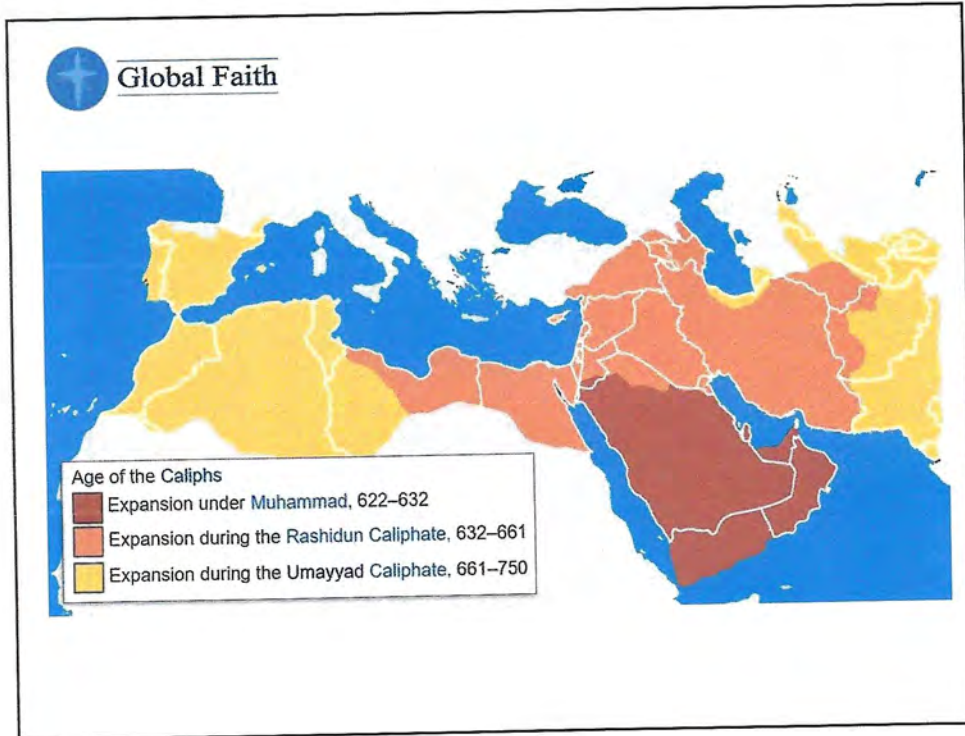 Global Faith
Age of the Caliphs
Expansion under Muhammad, 622–632
Expansion during the Rashidun Caliphate, 632–661
Expansion during the Umayyad Caliphate, 661–750